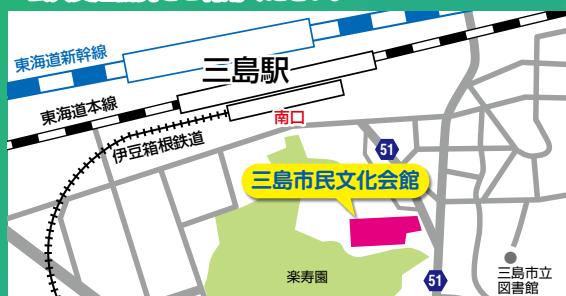 東海道新幹線
三島駅
東海道本線
南口
伊豆箱根鉄道
51
三島市民文化会館
楽寿園
51
三島市立
図書館